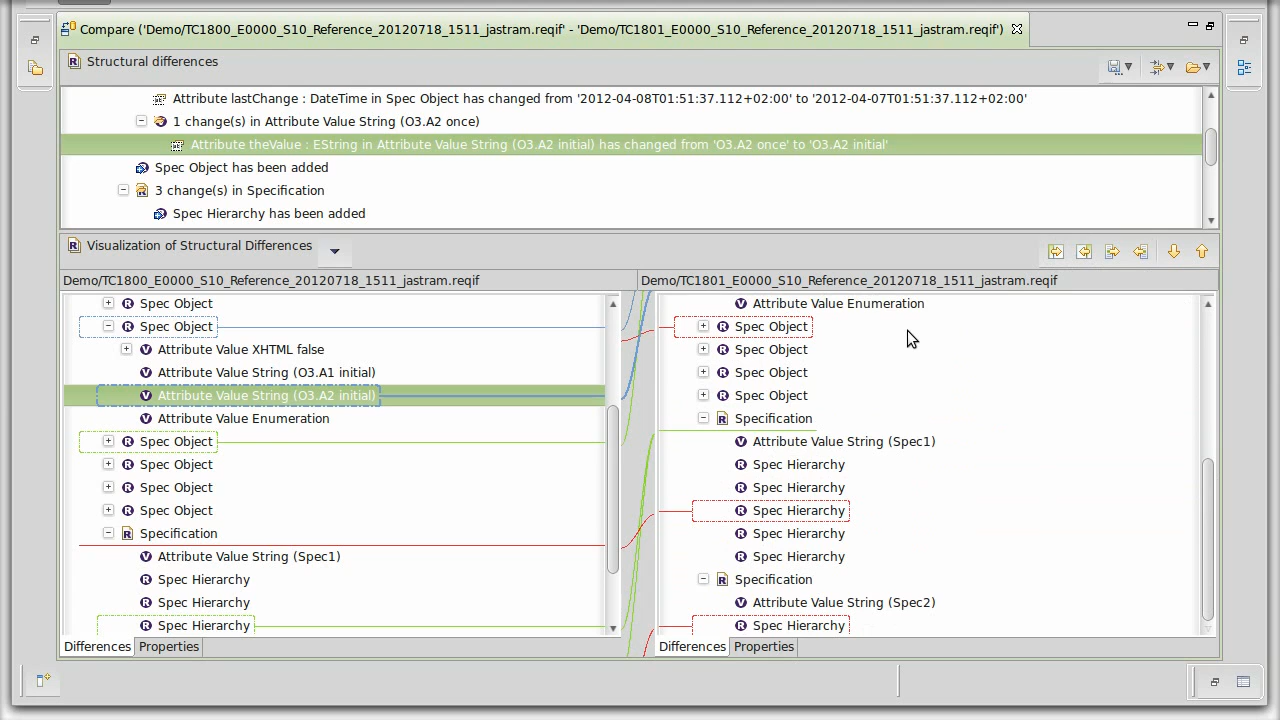 Compare ('Demo/TC1800_E0000_S10_Reference_20120718_1511_jastram.reqif' - 'Demo/TC1801_E0000_S10_Reference_20120718_1511_jastram.reqif')
Structural differences
Attribute lastChange : DateTime in Spec Object has changed from '2012-04-08T01:51:37.112+02:00' to '2012-04-07T01:51:37.112+02:00'
1 change(s) in Attribute Value String (O3.A2 once)
Attribute theValue : EString in Attribute Value String (O3.A2 initial) has changed from 'O3.A2 once' to 'O3.A2 initial'
Spec Object has been added
3 change(s) in Specification
Spec Hierarchy has been added
Visualization of Structural Differences
Demo/TC1800_E0000_S10_Reference_20120718_1511_jastram.reqif
Spec Object
Spec Object
Attribute Value XHTML false
Attribute Value String (O3.A1 initial)
Attribute Value String (O3.A2 initial)
Attribute Value Enumeration
Spec Object
Spec Object
Spec Object
Spec Object
Specification
Attribute Value String (Spec1)
Spec Hierarchy
Spec Hierarchy
Spec Hierarchy
Differences
Properties
Demo/TC1801_E0000_S10_Reference_20120718_1511_jastram.reqif
Attribute Value Enumeration
Spec Object
Spec Object
Spec Object
Spec Object
Specification
Attribute Value String (Spec1)
Spec Hierarchy
Spec Hierarchy
Spec Hierarchy
Spec Hierarchy
Spec Hierarchy
Specification
Attribute Value String (Spec2)
Spec Hierarchy
Differences
Properties